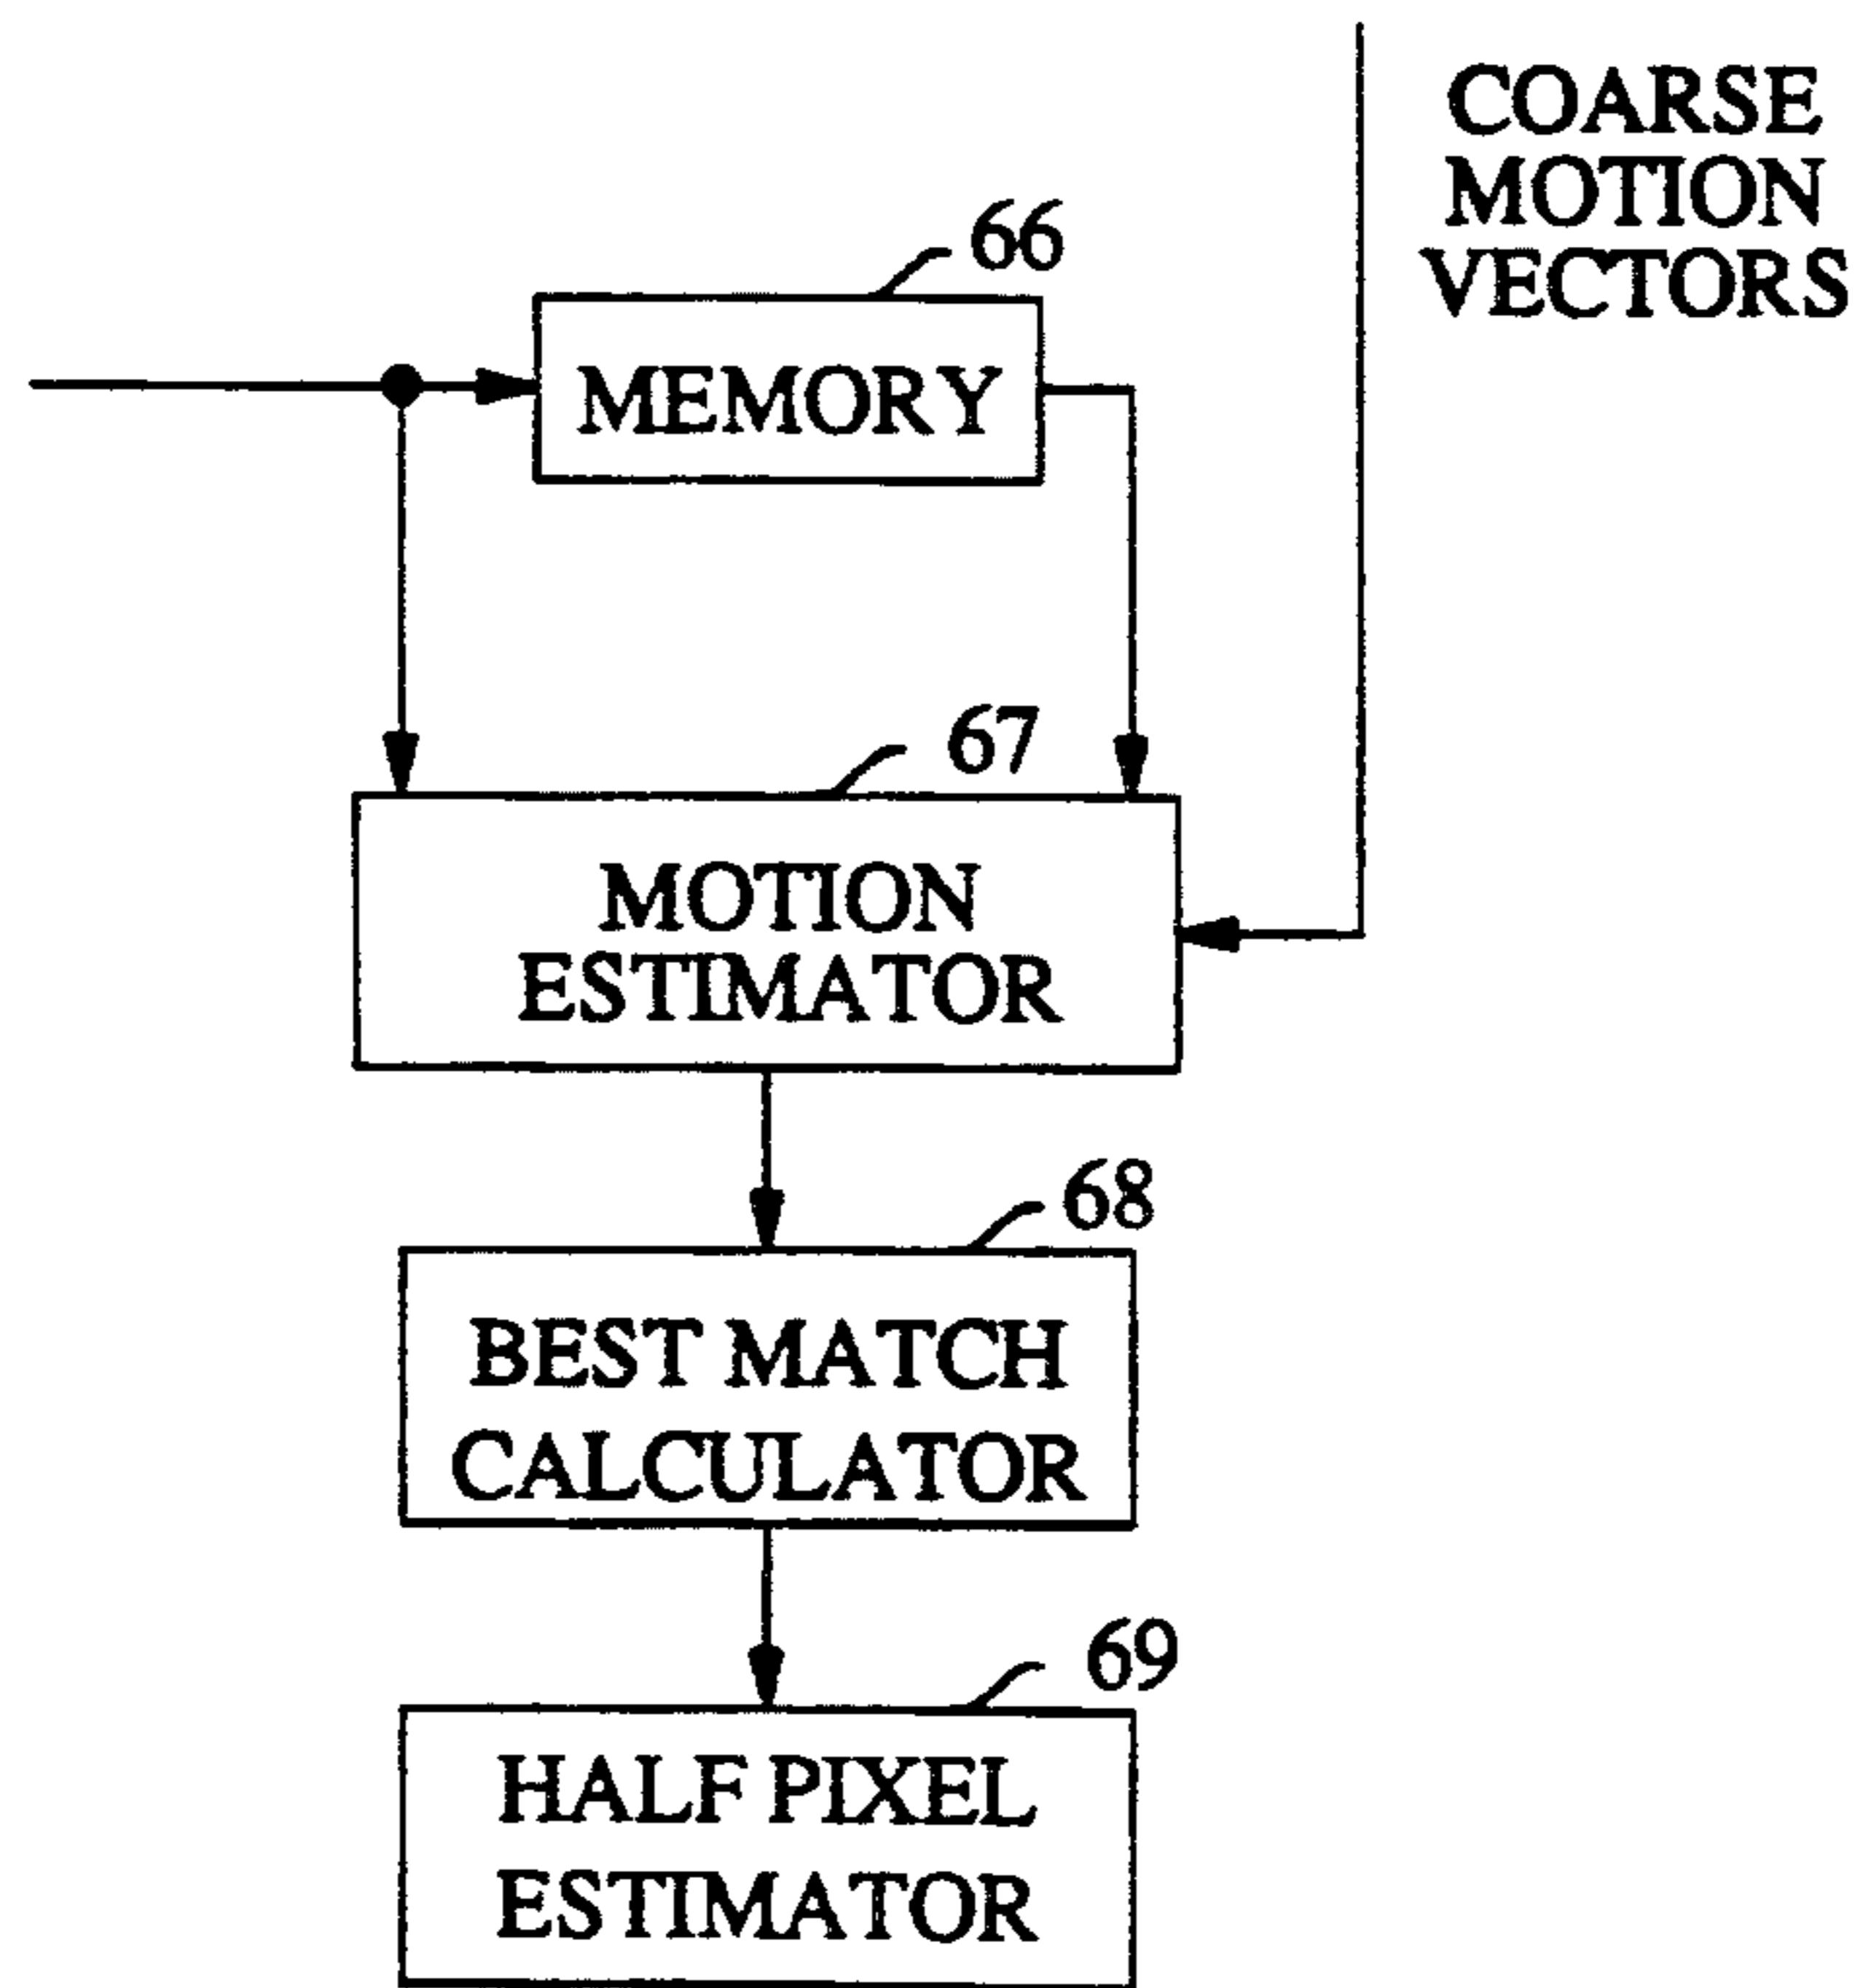 COARSE
MOTION
VECTORS
66
MEMORY
67
MOTION
ESTIMATOR
68
BEST MATCH
CALCULATOR
69
HALF PIXEL
ESTIMATOR